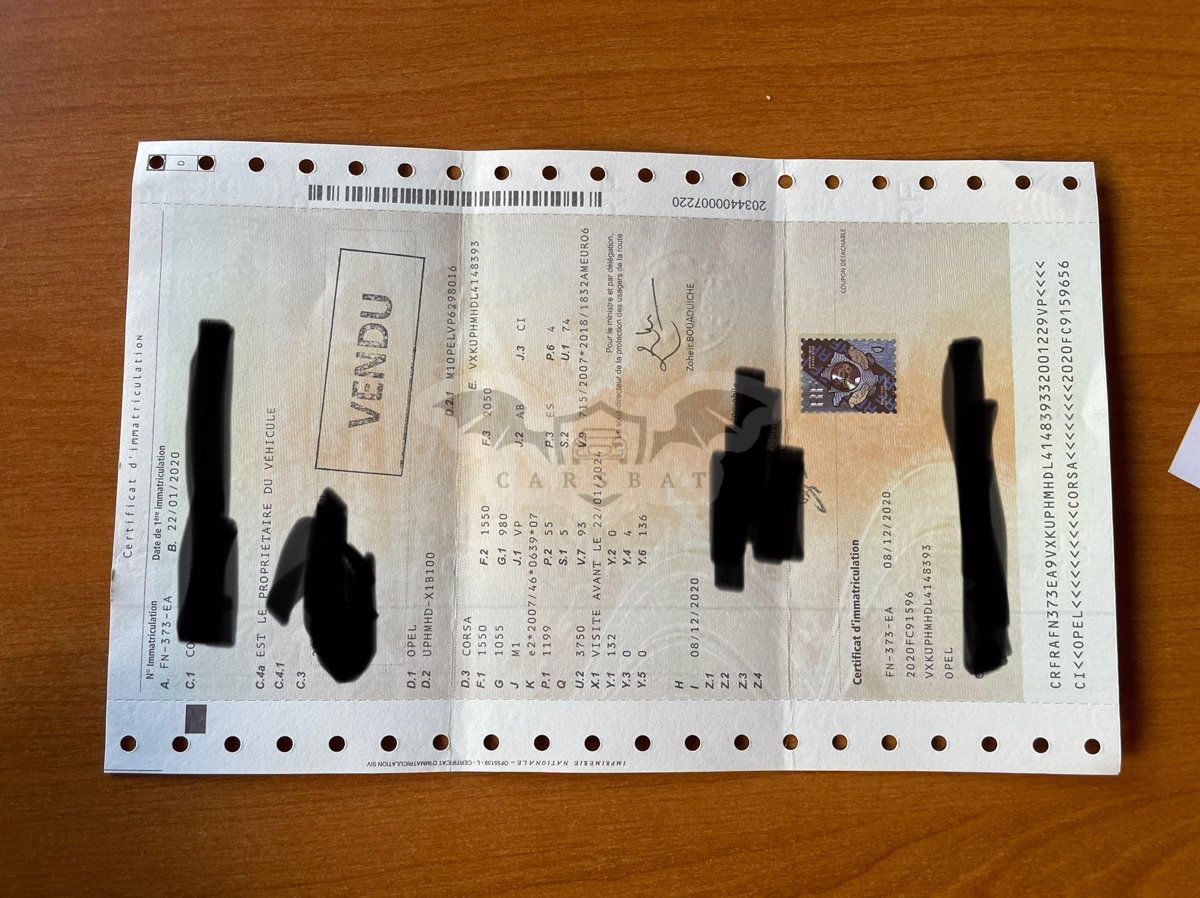 Certificat d'immatriculation
N° Immatriculation Date de 1ère immatriculation
A. FN-373-EA B. 22/01/2020
C.1
C.4a EST LE PROPRIÉTAIRE DU VÉHICULE
C.4.1
C.3
VENDU
D.1 OPEL
D.2 UPHMHD-X1B100 D.2.1 M10PELVP6298016
D.3 CORSA E. VXKUPHMHDL4148393
F.1 1550 F.2 1550 F.3 2050
G 1055 G.1 980
J M1 J.1 VP J.2 AB J.3 CI
K e2*2007/46*0639*07
P.1 1199 P.2 55 P.3 ES P.6 4
Q S.1 5 S.2 U.1 74
U.2 3750 V.7 93 V.9 715/2007*2018/1832AMEURO6
X.1 VISITE AVANT LE 22/01/2024
Y.1 132 Y.2 0
Y.3 0 Y.4 4
Y.5 0 Y.6 136
Pour le ministre et par délégation,
Le sous-directeur de la protection des usagers de la route
H
I 08/12/2020
Z.1
Z.2
Z.3
Z.4
Zoheir BOUAOUICHE
CARSBAT
COUPON DÉTACHABLE
Certificat d'immatriculation
FN-373-EA 08/12/2020
2020FC91596
VXKUPHMHDL4148393
OPEL
CRFRAFN373EA9VXKUPHMHDL414839332001229VP<<<<
CI<<OPEL<<<<<<<<<CORSA<<<<<<<<<<2020FC9159656
2034400007220
D
IMPRIMERIE NATIONALE – OF55139 - L - CERTIFICAT D'IMMATRICULATION SIV